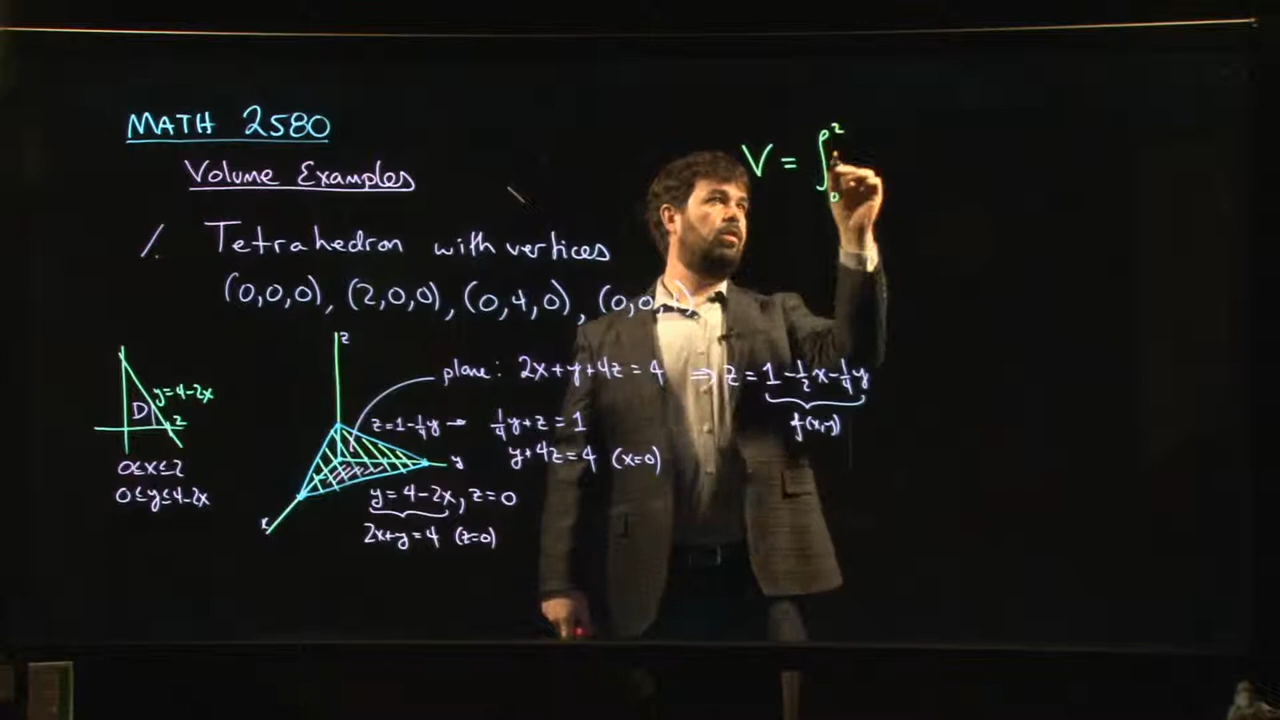 MATH 2580
Volume Examples
1. Tetrahedron with vertices
(0,0,0), (2,0,0), (0,4,0), (0,0,1)
V = ∫₀²
z
plane: 2x+y+4z=4 ⇒ z = 1-½x-¼y
f(x,y)
y=4-2x
D
2
0≤x≤2
0≤y≤4-2x
z=1-¼y → ¼y+z=1
y
y+4z=4 (x=0)
y=4-2x, z=0
x
2x+y=4 (z=0)